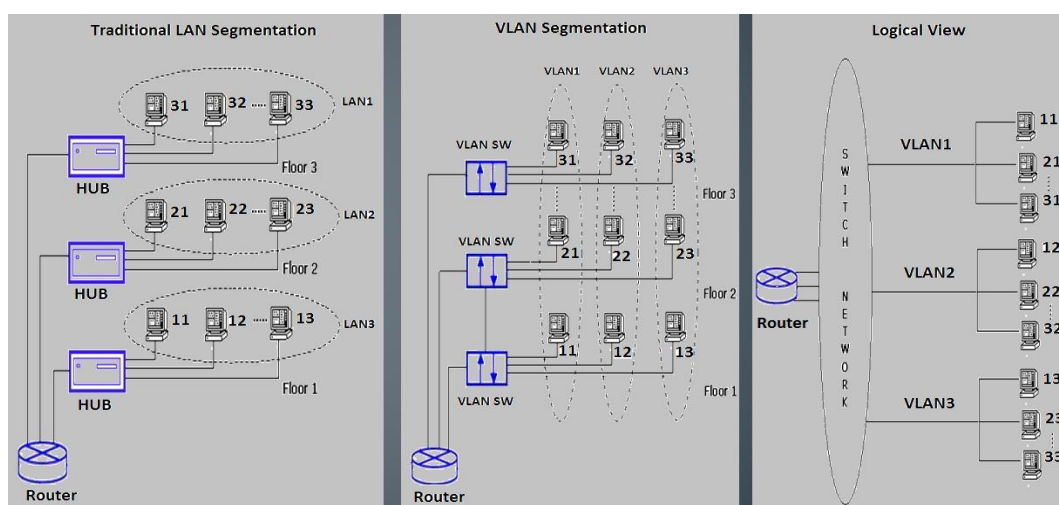 Traditional LAN Segmentation
31
32
33
LAN1
HUB
Floor 3
21
22
23
LAN2
HUB
Floor 2
11
12
13
LAN3
HUB
Floor 1
Router
VLAN Segmentation
VLAN1
VLAN2
VLAN3
VLAN SW
31
32
33
Floor 3
VLAN SW
21
22
23
Floor 2
11
12
13
VLAN SW
Floor 1
Router
Logical View
SWITCH NETWORK
Router
VLAN1
11
21
31
VLAN2
12
22
32
VLAN3
13
23
33